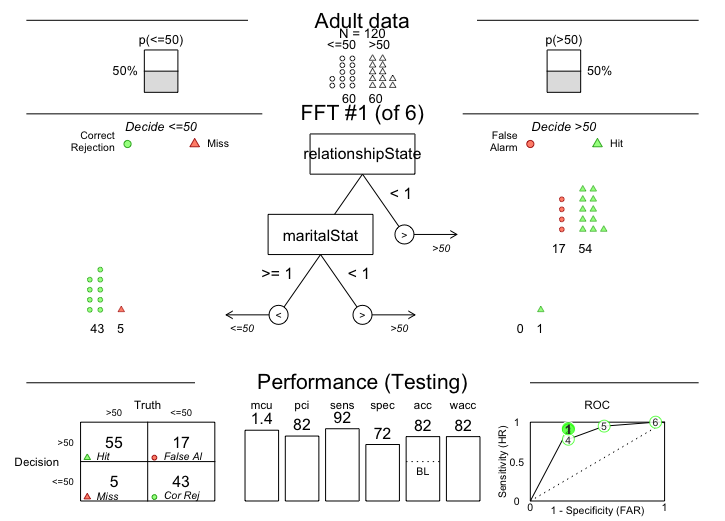 Adult data
N = 120
p(<=50)
<=50 >50
p(>50)
50%
50%
60 60
FFT #1 (of 6)
Decide <=50
Decide >50
Correct
Rejection
Miss
False
Alarm
Hit
relationshipState
< 1
maritalStat
>
>50
17 54
>= 1
< 1
<
>
<=50
>50
43 5
0 1
Performance (Testing)
Truth
>50 <=50
Decision
>50
<=50
55
Hit
17
False Al
5
Miss
43
Cor Rej
mcu pci sens spec acc wacc
1.4 82 92 72 82 82
BL
ROC
Sensitivity (HR)
1
0.5
0
1
4
5
6
0 1
1 - Specificity (FAR)